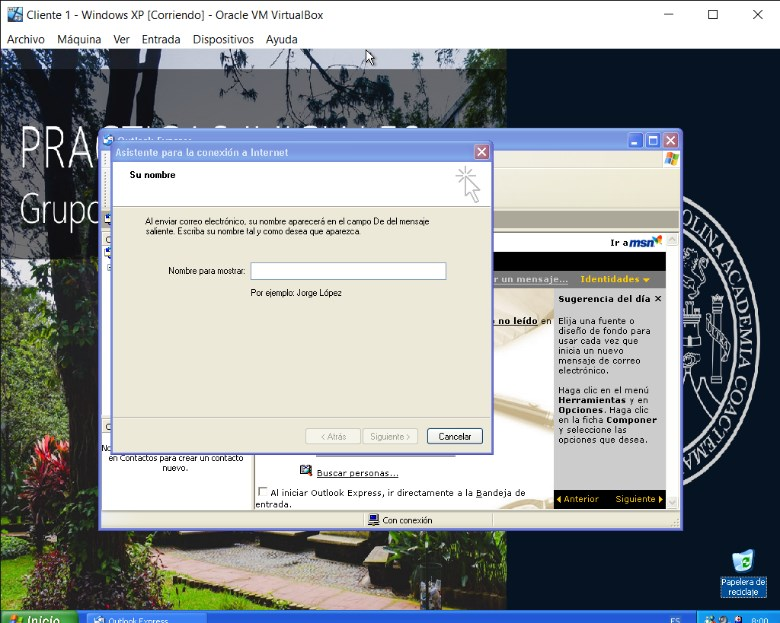 Cliente 1 - Windows XP [Corriendo] - Oracle VM VirtualBox
Archivo Máquina Ver Entrada Dispositivos Ayuda
Outlook Express
Asistente para la conexión a Internet
Su nombre
Al enviar correo electrónico, su nombre aparecerá en el campo De del mensaje
saliente. Escriba su nombre tal y como desea que aparezca.
Nombre para mostrar:
Por ejemplo: Jorge López
< Atrás
Siguiente >
Cancelar
Grupo
Ir a msn
r un mensaje...
Identidades
no leído en
Sugerencia del día
Elija una fuente o
diseño de fondo para
usar cada vez que
inicia un nuevo
mensaje de correo
electrónico.
Haga clic en el menú
Herramientas y en
Opciones. Haga clic
en la ficha Componer
y seleccione las
opciones que desea.
Anterior
Siguiente
en Contactos para crear un contacto
nuevo.
Buscar personas...
Al iniciar Outlook Express, ir directamente a la Bandeja de
entrada.
Con conexión
COACTEMA
Papelera de
reciclaje
Inicio
Outlook Express
ES
8:00